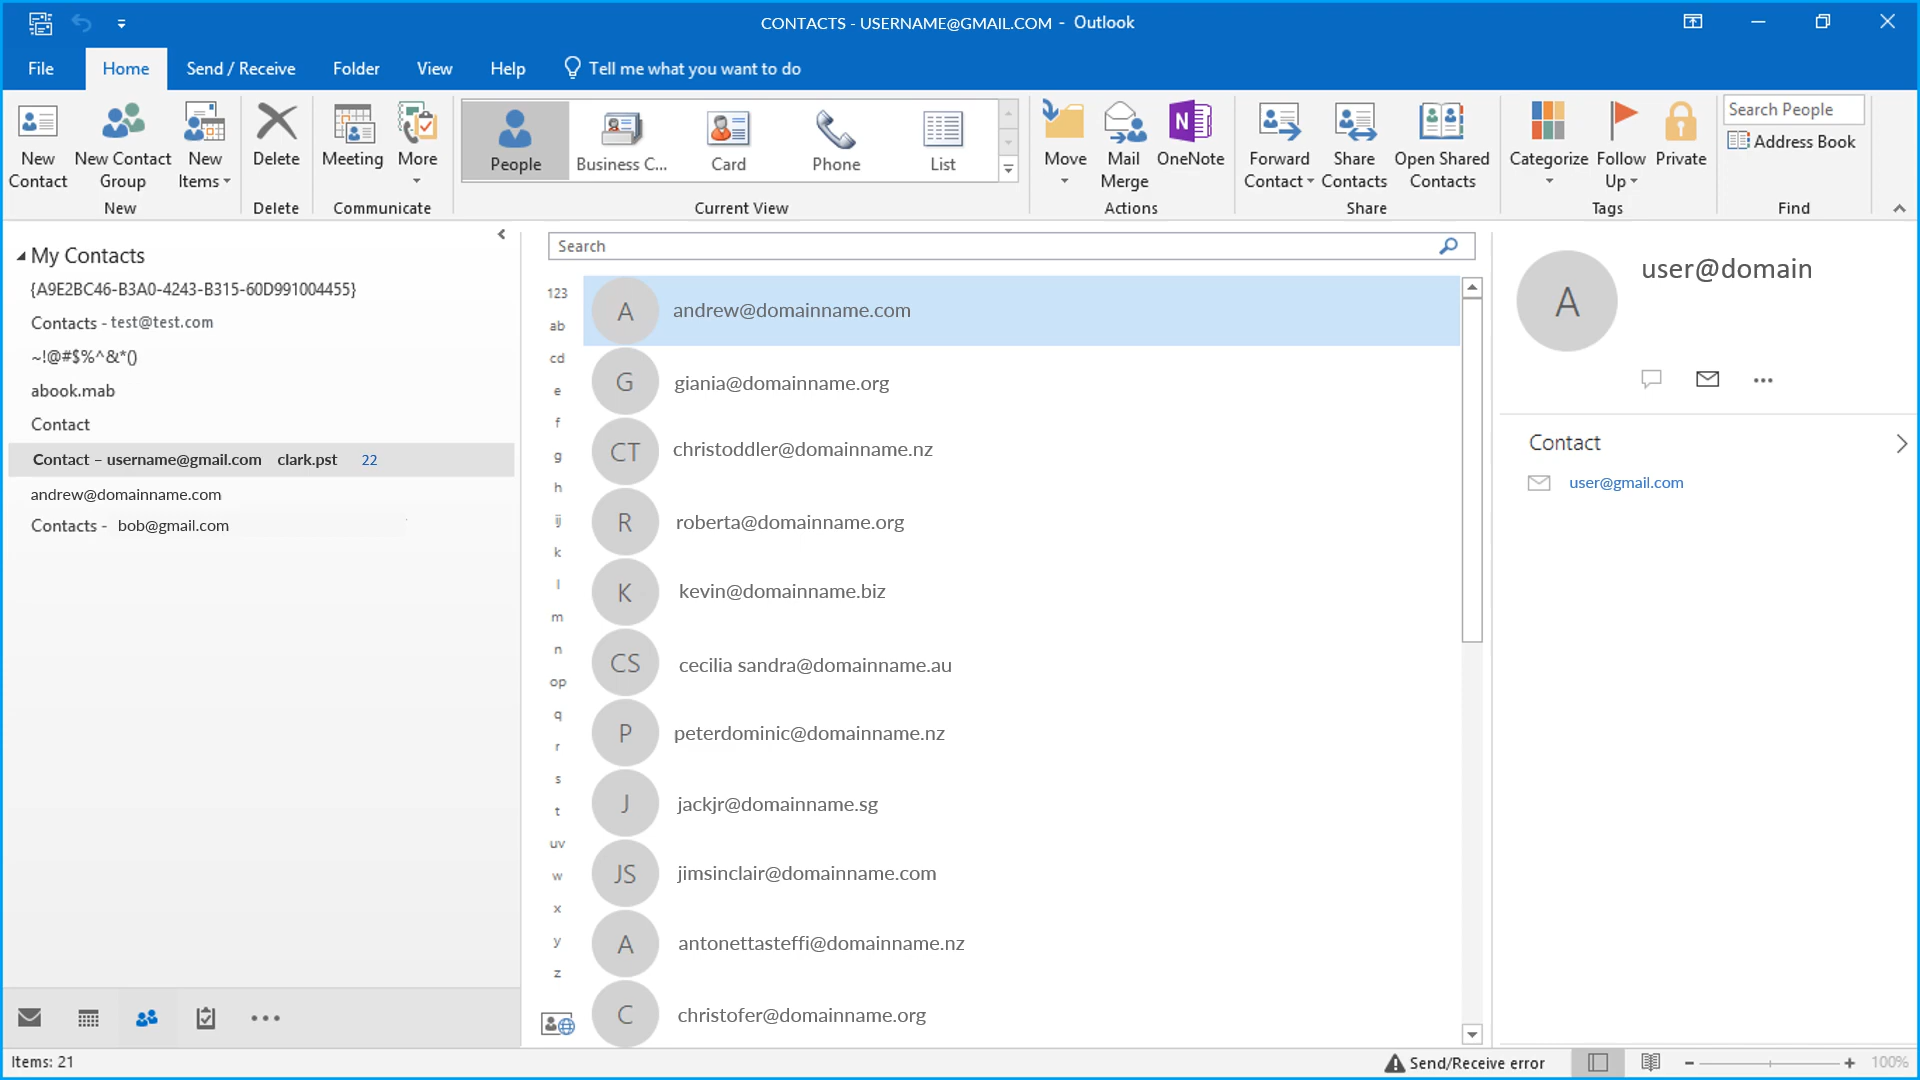 CONTACTS - USERNAME@GMAIL.COM - Outlook
File Home Send / Receive Folder View Help Tell me what you want to do
New Contact
New Contact Group
New Items
New
Delete
Delete
Meeting
More
Communicate
People
Business C...
Card
Phone
List
Current View
Move
Mail Merge
N
OneNote
Actions
Forward Contact
Share Contacts
Open Shared Contacts
Share
Categorize
Follow Up
Private
Tags
Search People
Address Book
Find
My Contacts
{A9E2BC46-B3A0-4243-B315-60D991004455}
Contacts - test@test.com
~!@#$%^&*()
abook.mab
Contact
Contact – username@gmail.com clark.pst 22
andrew@domainname.com
Contacts - bob@gmail.com
Search
123
ab
cd
e
f
g
h
ij
k
l
m
n
op
q
r
s
t
uv
w
x
y
z
A andrew@domainname.com
G giania@domainname.org
CT christoddler@domainname.nz
R roberta@domainname.org
K kevin@domainname.biz
CS cecilia sandra@domainname.au
P peterdominic@domainname.nz
J jackjr@domainname.sg
JS jimsinclair@domainname.com
A antonettasteffi@domainname.nz
C christofer@domainname.org
A user@domain
Contact
user@gmail.com
Items: 21
Send/Receive error
100%